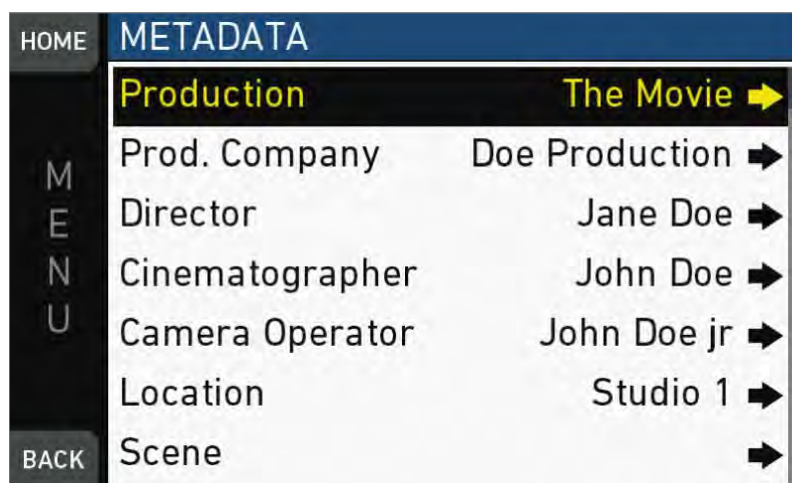 HOME METADATA
Production The Movie
Prod. Company Doe Production
Director Jane Doe
Cinematographer John Doe
Camera Operator John Doe jr
Location Studio 1
Scene
MENU
BACK